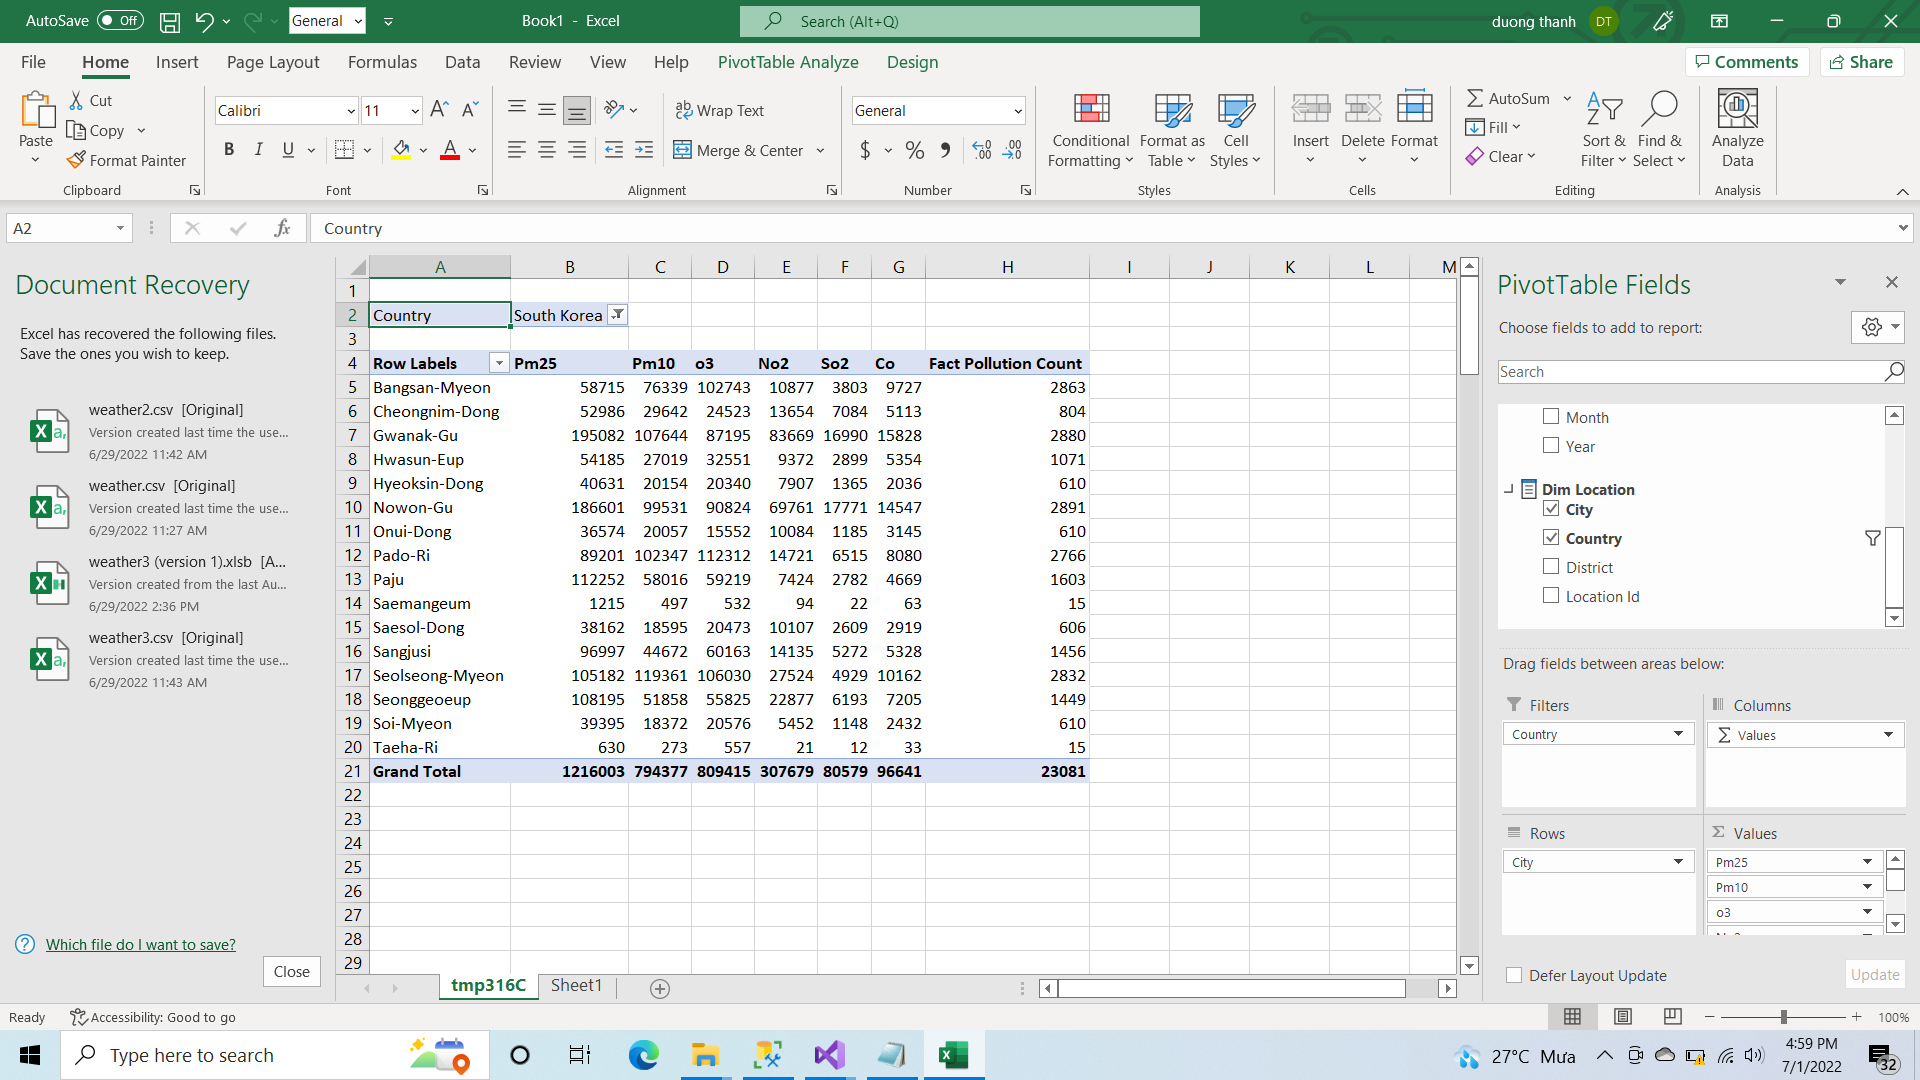 AutoSave Off General Book1 - Excel Search (Alt+Q) duong thanh DT
File Home Insert Page Layout Formulas Data Review View Help PivotTable Analyze Design Comments Share
Paste Cut Copy Format Painter Clipboard
Calibri 11 B I U Font
ab Wrap Text Merge & Center Alignment
General $ % Number
Conditional Formatting Format as Table Cell Styles Styles
Insert Delete Format Cells
AutoSum Fill Clear Sort & Filter Find & Select Editing
Analyze Data Analysis
A2 fx Country
Document Recovery
Excel has recovered the following files.
Save the ones you wish to keep.
weather2.csv [Original]
Version created last time the use...
6/29/2022 11:42 AM
weather.csv [Original]
Version created last time the use...
6/29/2022 11:27 AM
weather3 (version 1).xlsb [A...
Version created from the last Au...
6/29/2022 2:36 PM
weather3.csv [Original]
Version created last time the use...
6/29/2022 11:43 AM
Which file do I want to save?
Close
A B C D E F G H I J K L M
1
2 Country South Korea
3
4 Row Labels Pm25 Pm10 o3 No2 So2 Co Fact Pollution Count
5 Bangsan-Myeon 58715 76339 102743 10877 3803 9727 2863
6 Cheongnim-Dong 52986 29642 24523 13654 7084 5113 804
7 Gwanak-Gu 195082 107644 87195 83669 16990 15828 2880
8 Hwasun-Eup 54185 27019 32551 9372 2899 5354 1071
9 Hyeoksin-Dong 40631 20154 20340 7907 1365 2036 610
10 Nowon-Gu 186601 99531 90824 69761 17771 14547 2891
11 Onui-Dong 36574 20057 15552 10084 1185 3145 610
12 Pado-Ri 89201 102347 112312 14721 6515 8080 2766
13 Paju 112252 58016 59219 7424 2782 4669 1603
14 Saemangeum 1215 497 532 94 22 63 15
15 Saesol-Dong 38162 18595 20473 10107 2609 2919 606
16 Sangjusi 96997 44672 60163 14135 5272 5328 1456
17 Seolseong-Myeon 105182 119361 106030 27524 4929 10162 2832
18 Seonggeoeup 108195 51858 55825 22877 6193 7205 1449
19 Soi-Myeon 39395 18372 20576 5452 1148 2432 610
20 Taeha-Ri 630 273 557 21 12 33 15
21 Grand Total 1216003 794377 809415 307679 80579 96641 23081
22
23
24
25
26
27
28
29
tmp316C Sheet1
PivotTable Fields
Choose fields to add to report:
Search
Month
Year
Dim Location
City
Country
District
Location Id
Drag fields between areas below:
Filters Columns
Country Σ Values
Rows Σ Values
City Pm25
Pm10
o3
Defer Layout Update Update
Ready Accessibility: Good to go 100%
Type here to search 27°C Mưa 4:59 PM
7/1/2022 32